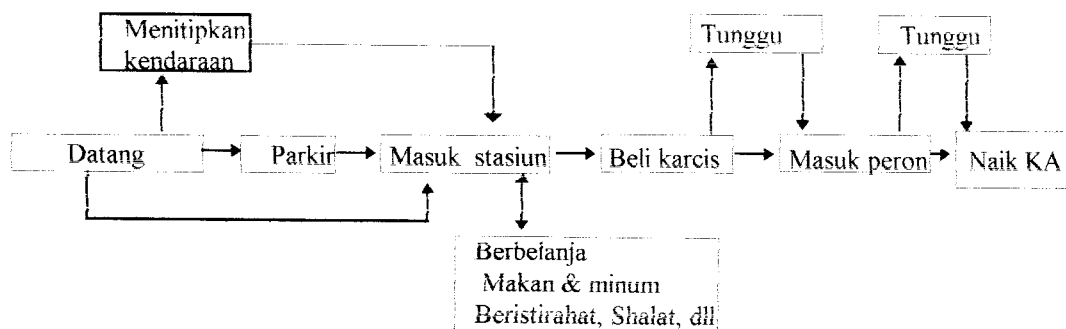 Menitipkan
kendaraan
Tunggu
Tunggu
Datang
Parkir
Masuk stasiun
Beli karcis
Masuk peron
Naik KA
Berbelanja
Makan & minum
Beristirahat, Shalat, dll